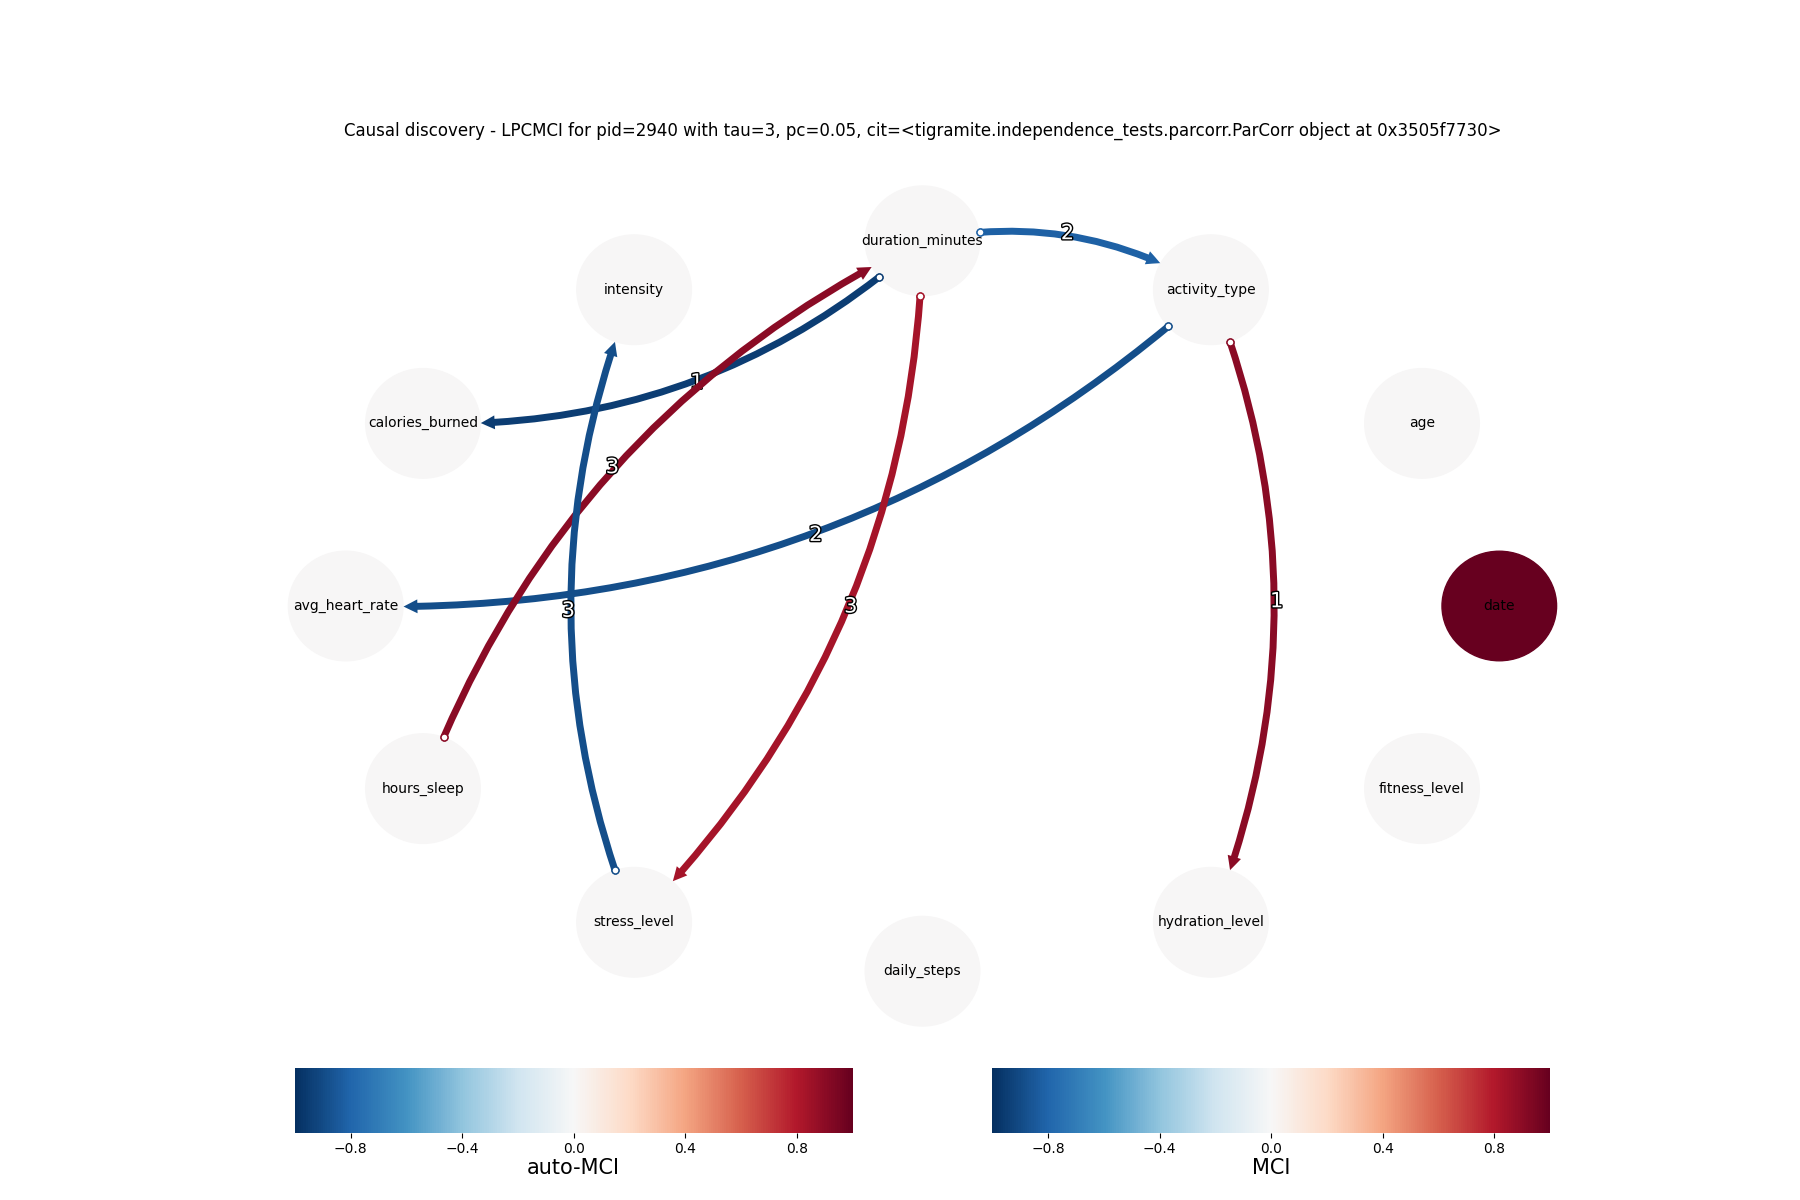 Causal discovery - LPCMCI for pid=2940 with tau=3, pc=0.05, cit=<tigramite.independence_tests.parcorr.ParCorr object at 0x3505f7730>
duration_minutes
2
intensity
activity_type
1
calories_burned
age
3
2
avg_heart_rate
3
3
1
date
hours_sleep
fitness_level
stress_level
hydration_level
daily_steps
−0.8 −0.4 0.0 0.4 0.8
auto-MCI
−0.8 −0.4 0.0 0.4 0.8
MCI